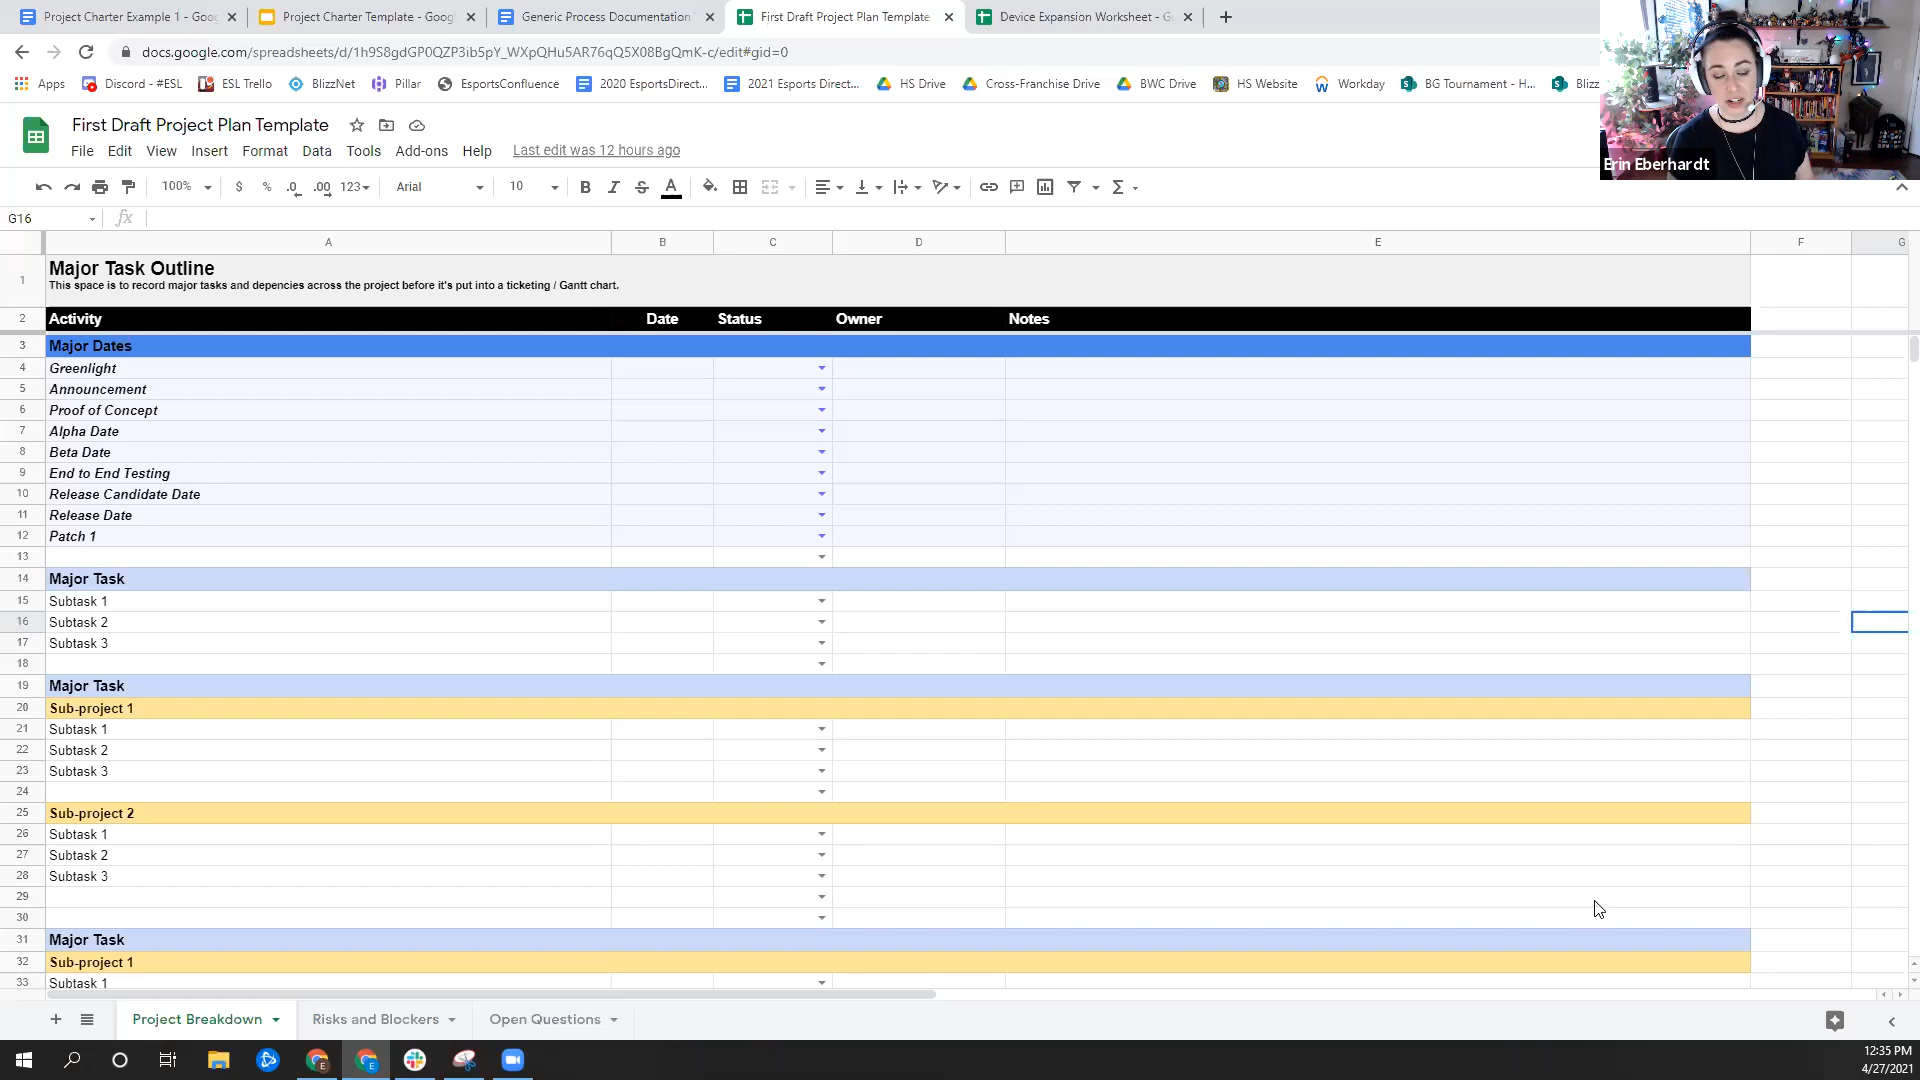 Project Charter Example 1 - Goo
Project Charter Template - Goog
Generic Process Documentation
First Draft Project Plan Template
Device Expansion Worksheet - G
docs.google.com/spreadsheets/d/1h9S8gdGP0QZP3ib5pY_WXpQHu5AR76qQ5X08BgQmK-c/edit#gid=0
Apps
Discord - #ESL
ESL Trello
BlizzNet
Pillar
EsportsConfluence
2020 EsportsDirect...
2021 Esports Direct...
HS Drive
Cross-Franchise Drive
BWC Drive
HS Website
Workday
BG Tournament - H...
Blizz
Erin Eberhardt
First Draft Project Plan Template
File Edit View Insert Format Data Tools Add-ons Help Last edit was 12 hours ago
100% $ % .0 .00 123 Arial 10 B I S A Σ
G16 fx
A B C D E F G
1 Major Task Outline
This space is to record major tasks and depencies across the project before it's put into a ticketing / Gantt chart.
2 Activity Date Status Owner Notes
3 Major Dates
4 Greenlight
5 Announcement
6 Proof of Concept
7 Alpha Date
8 Beta Date
9 End to End Testing
10 Release Candidate Date
11 Release Date
12 Patch 1
13
14 Major Task
15 Subtask 1
16 Subtask 2
17 Subtask 3
18
19 Major Task
20 Sub-project 1
21 Subtask 1
22 Subtask 2
23 Subtask 3
24
25 Sub-project 2
26 Subtask 1
27 Subtask 2
28 Subtask 3
29
30
31 Major Task
32 Sub-project 1
33 Subtask 1
Project Breakdown
Risks and Blockers
Open Questions
12:35 PM
4/27/2021